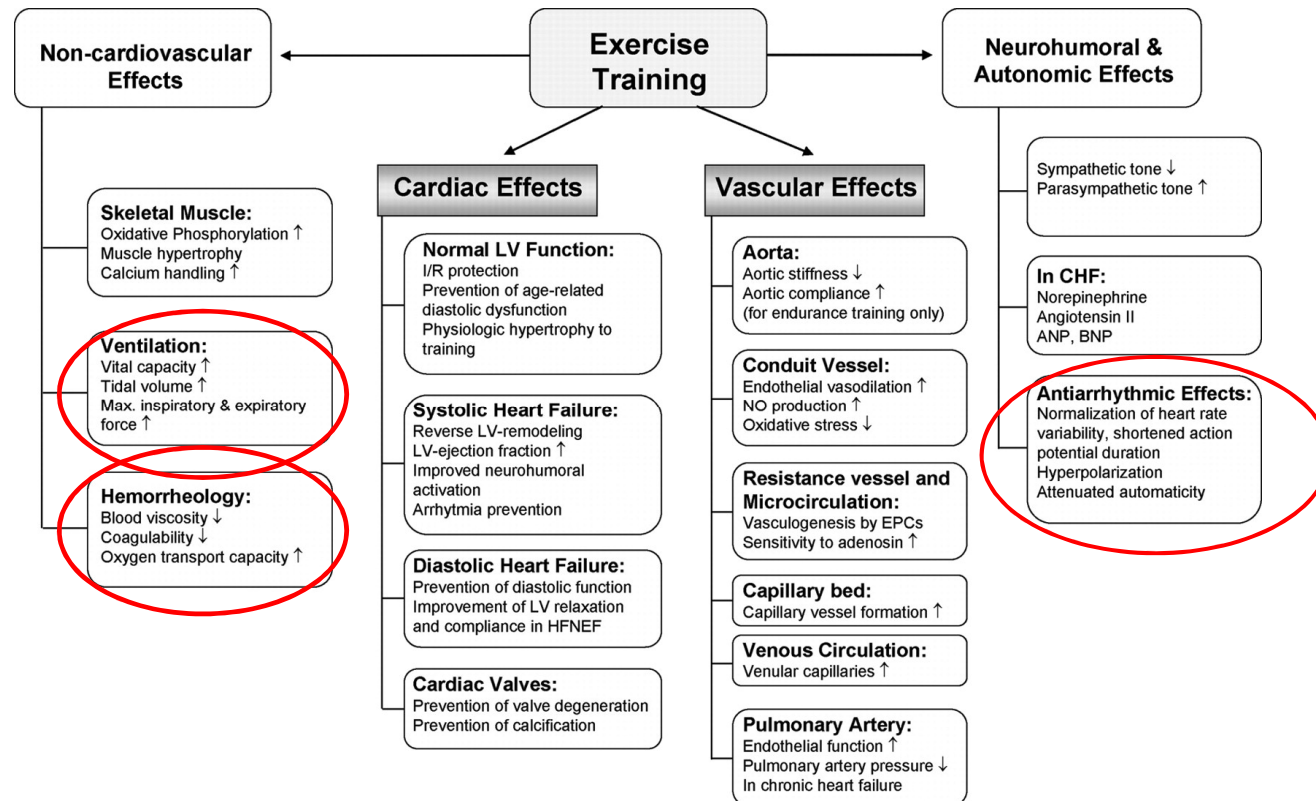 Exercise
Training
Non-cardiovascular
Effects
Skeletal Muscle:
Oxidative Phosphorylation ↑
Muscle hypertrophy
Calcium handling ↑
Ventilation:
Vital capacity ↑
Tidal volume ↑
Max. inspiratory & expiratory
force ↑
Hemorrheology:
Blood viscosity ↓
Coagulability ↓
Oxygen transport capacity ↑
Cardiac Effects
Normal LV Function:
I/R protection
Prevention of age-related
diastolic dysfunction
Physiologic hypertrophy to
training
Systolic Heart Failure:
Reverse LV-remodeling
LV-ejection fraction ↑
Improved neurohumoral
activation
Arrhytmia prevention
Diastolic Heart Failure:
Prevention of diastolic function
Improvement of LV relaxation
and compliance in HFNEF
Cardiac Valves:
Prevention of valve degeneration
Prevention of calcification
Vascular Effects
Aorta:
Aortic stiffness ↓
Aortic compliance ↑
(for endurance training only)
Conduit Vessel:
Endothelial vasodilation ↑
NO production ↑
Oxidative stress ↓
Resistance vessel and
Microcirculation:
Vasculogenesis by EPCs
Sensitivity to adenosin ↑
Capillary bed:
Capillary vessel formation ↑
Venous Circulation:
Venular capillaries ↑
Pulmonary Artery:
Endothelial function ↑
Pulmonary artery pressure ↓
In chronic heart failure
Neurohumoral &
Autonomic Effects
Sympathetic tone ↓
Parasympathetic tone ↑
In CHF:
Norepinephrine
Angiotensin II
ANP, BNP
Antiarrhythmic Effects:
Normalization of heart rate
variability, shortened action
potential duration
Hyperpolarization
Attenuated automaticity